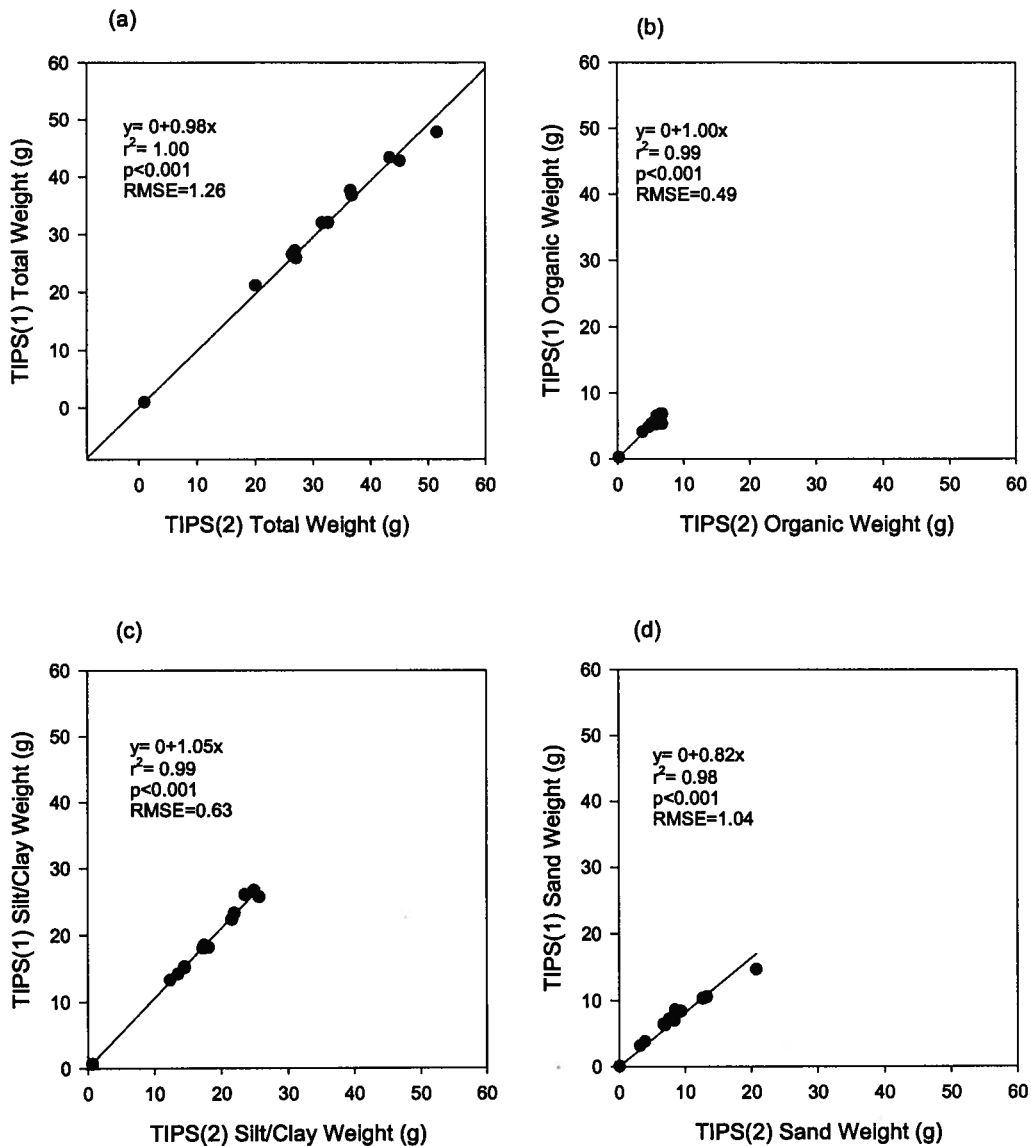 (a)
60
50
40
30
20
10
0
TIPS(1) Total Weight (g)
y= 0+0.98x
r²= 1.00
p<0.001
RMSE=1.26
0 10 20 30 40 50 60
TIPS(2) Total Weight (g)
(b)
60
50
40
30
20
10
0
TIPS(1) Organic Weight (g)
y= 0+1.00x
r²= 0.99
p<0.001
RMSE=0.49
0 10 20 30 40 50 60
TIPS(2) Organic Weight (g)
(c)
60
50
40
30
20
10
0
TIPS(1) Silt/Clay Weight (g)
y= 0+1.05x
r²= 0.99
p<0.001
RMSE=0.63
0 10 20 30 40 50 60
TIPS(2) Silt/Clay Weight (g)
(d)
60
50
40
30
20
10
0
TIPS(1) Sand Weight (g)
y= 0+0.82x
r²= 0.98
p<0.001
RMSE=1.04
0 10 20 30 40 50 60
TIPS(2) Sand Weight (g)